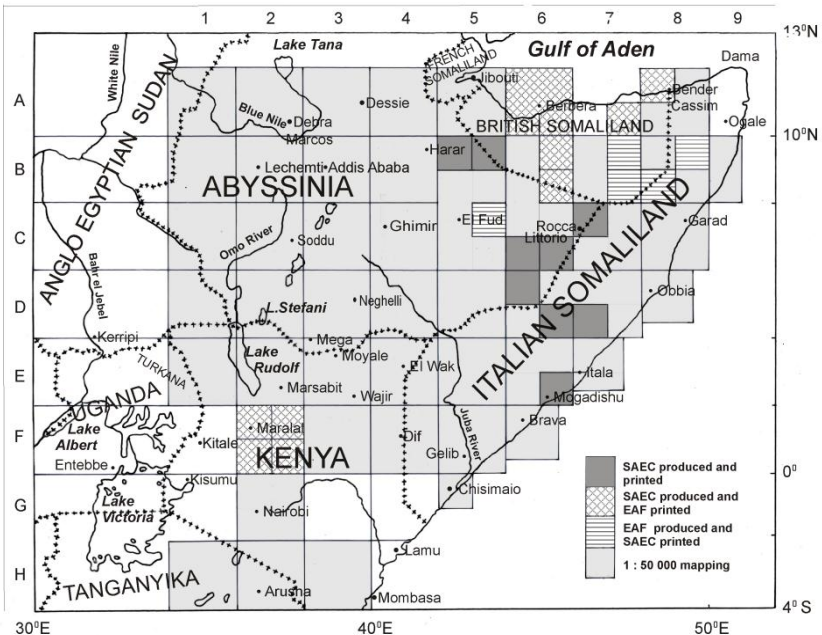 1 2 3 4 5 6 7 8 9
13°N
Lake Tana
FRENCH
SOMALILAND
Gulf of Aden
Dama
White Nile
Jibouti
Bender
Cassim
A
Dessie
Berbera
Blue Nile
Debra
Marcos
BRITISH SOMALILAND
Ogale
10°N
ANGLO EGYPTIAN SUDAN
Harar
B
Lechemti
Addis Ababa
ABYSSINIA
El Fud
Ghimir
Rocca
Littorio
Garad
C
Omo River
Soddu
Bahr el Jebel
ITALIAN SOMALILAND
Obbia
D
L.Stefani
Neghelli
Kerripi
Mega
Moyale
TURKANA
Lake
Rudolf
El Wak
E
Itala
Marsabit
Wajir
Mogadishu
UGANDA
Juba River
Brava
Lake
Albert
Maralal
F
Kitale
Dif
KENYA
Gelib
Entebbe
Kisumu
0°
Chisimaio
Lake
Victoria
G
Nairobi
Lamu
H
TANGANYIKA
Arusha
Mombasa
4°S
30°E
40°E
50°E
SAEC produced and
printed
SAEC produced and
EAF printed
EAF produced and
SAEC printed
1 : 50 000 mapping